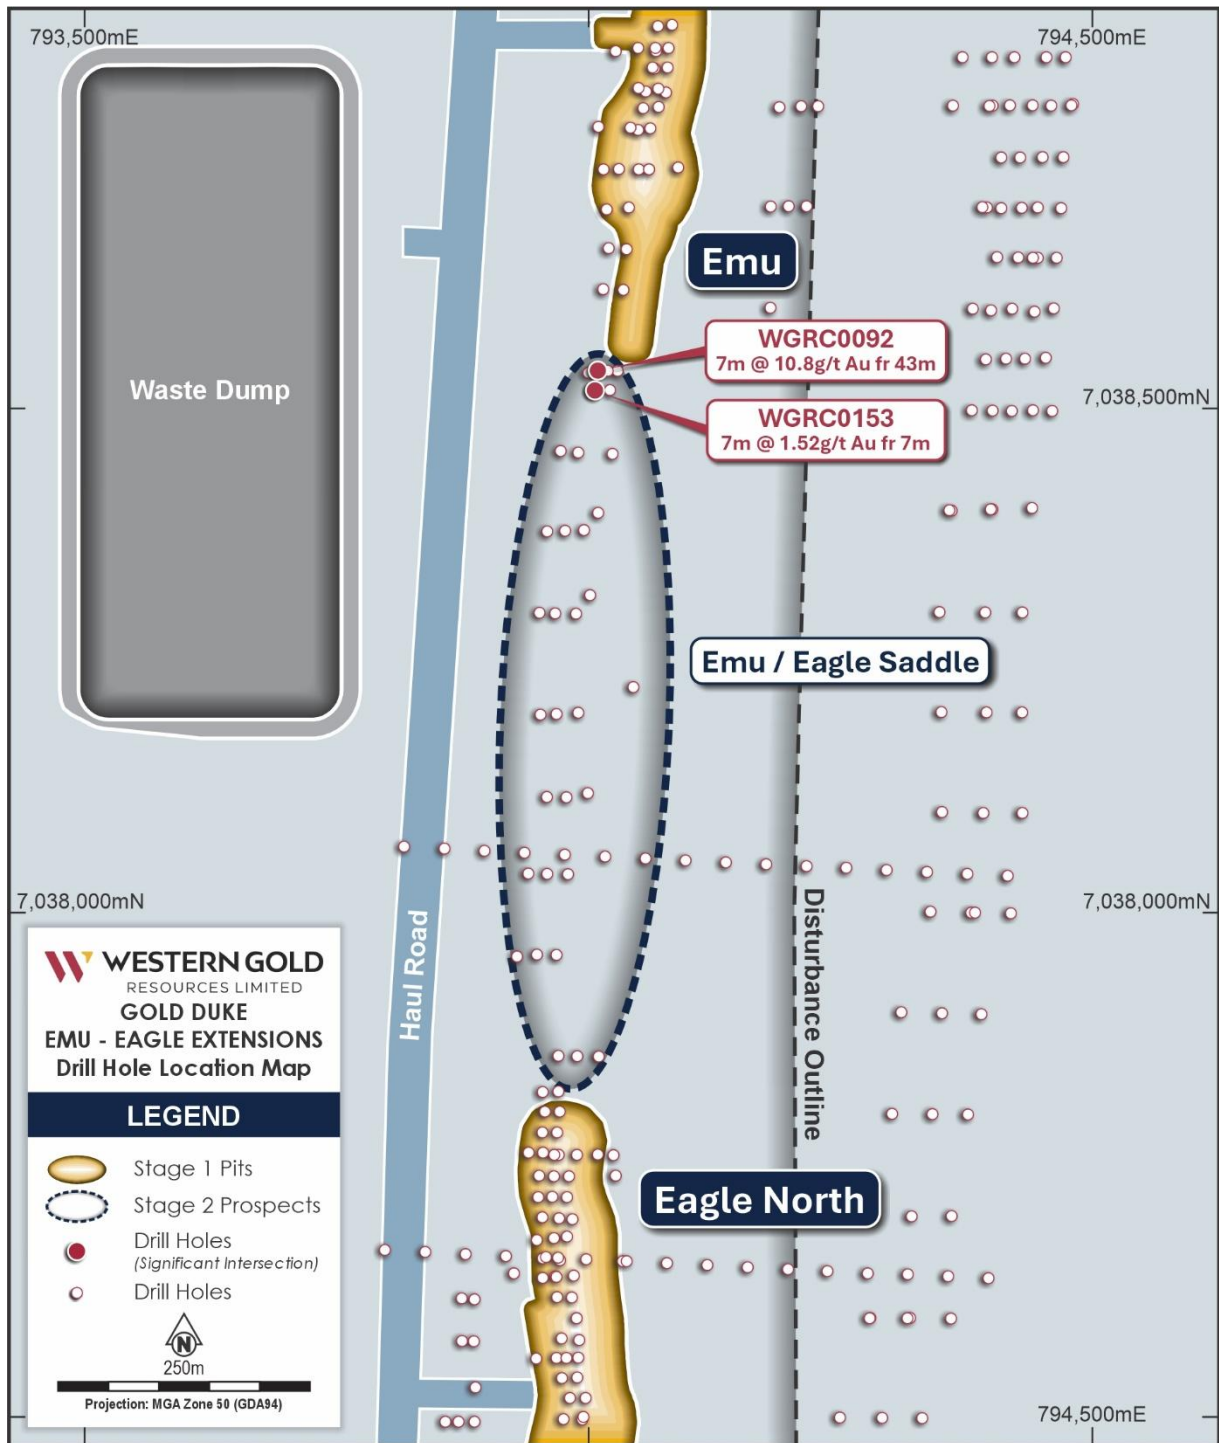 793,500mE
794,500mE
Emu
Waste Dump
WGRC0092
7m @ 10.8g/t Au fr 43m
7,038,500mN
WGRC0153
7m @ 1.52g/t Au fr 7m
Emu / Eagle Saddle
7,038,000mN
7,038,000mN
Haul Road
Disturbance Outline
WESTERN GOLD
RESOURCES LIMITED
GOLD DUKE
EMU - EAGLE EXTENSIONS
Drill Hole Location Map
LEGEND
Stage 1 Pits
Stage 2 Prospects
Drill Holes
(Significant Intersection)
Drill Holes
N
250m
Projection: MGA Zone 50 (GDA94)
Eagle North
794,500mE